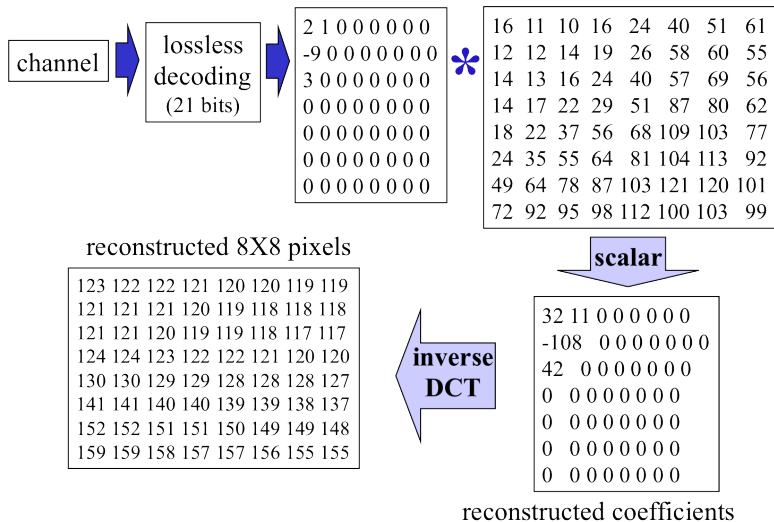 channel
lossless
decoding
(21 bits)
2 1 0 0 0 0 0 0
-9 0 0 0 0 0 0 0
3 0 0 0 0 0 0 0
0 0 0 0 0 0 0 0
0 0 0 0 0 0 0 0
0 0 0 0 0 0 0 0
0 0 0 0 0 0 0 0
*
16 11 10 16 24 40 51 61
12 12 14 19 26 58 60 55
14 13 16 24 40 57 69 56
14 17 22 29 51 87 80 62
18 22 37 56 68 109 103 77
24 35 55 64 81 104 113 92
49 64 78 87 103 121 120 101
72 92 95 98 112 100 103 99
scalar
32 11 0 0 0 0 0 0
-108 0 0 0 0 0 0 0
42 0 0 0 0 0 0 0
0 0 0 0 0 0 0 0
0 0 0 0 0 0 0 0
0 0 0 0 0 0 0 0
0 0 0 0 0 0 0 0
reconstructed coefficients
inverse
DCT
reconstructed 8X8 pixels
123 122 122 121 120 120 119 119
121 121 121 120 119 118 118 118
121 121 120 119 119 118 117 117
124 124 123 122 122 121 120 120
130 130 129 129 128 128 128 127
141 141 140 140 139 139 138 137
152 152 151 151 150 149 149 148
159 159 158 157 157 156 155 155